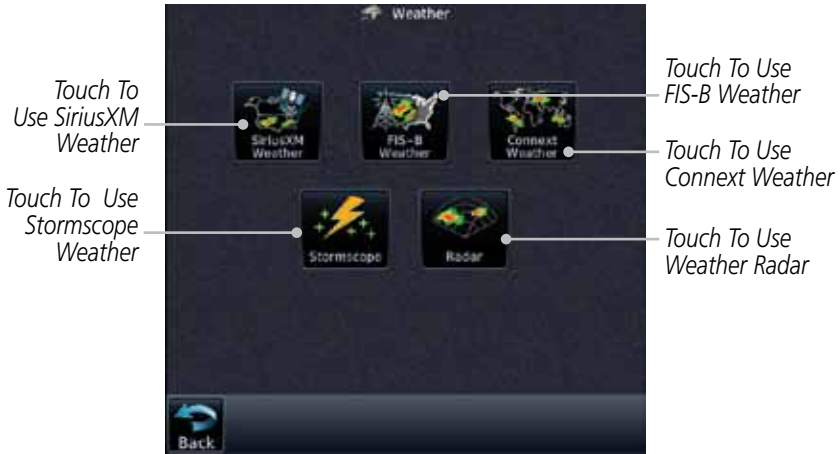 Weather
Touch To
Use SiriusXM
Weather
Touch To Use
FIS-B Weather
SiriusXM
Weather
FIS-B
Weather
Connext
Weather
Touch To Use
Connext Weather
Touch To Use
Stormscope
Weather
Stormscope
Radar
Touch To Use
Weather Radar
Back